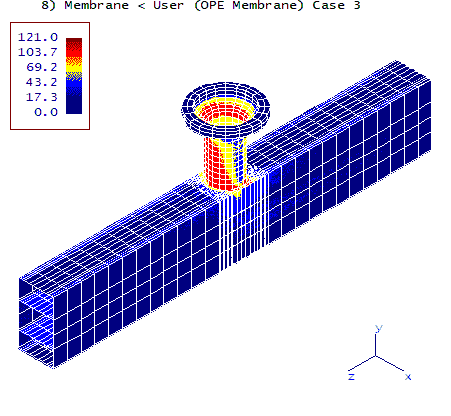 8) Membrane < User (OPE Membrane) Case 3
121.0
103.7
69.2
43.2
17.3
0.0
y
z
x